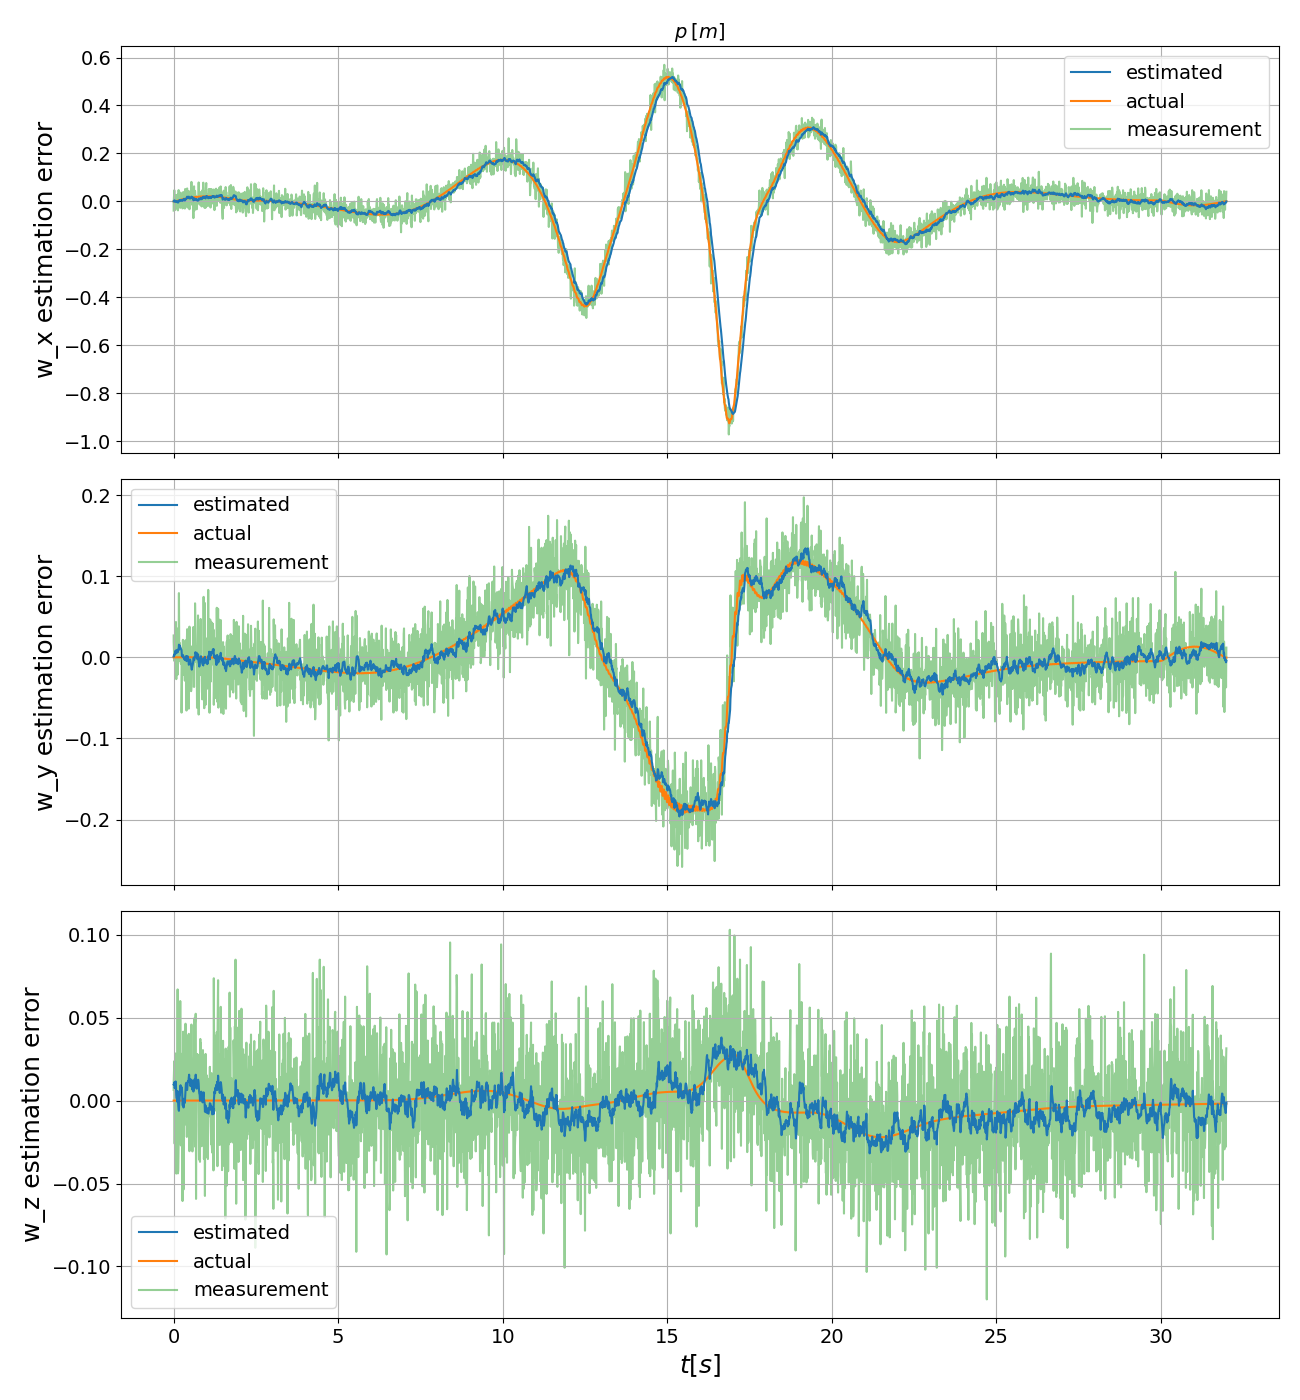 p [m]
w_x estimation error
0.6
0.4
0.2
0.0
−0.2
−0.4
−0.6
−0.8
−1.0
estimated
actual
measurement
w_y estimation error
0.2
0.1
0.0
−0.1
−0.2
estimated
actual
measurement
w_z estimation error
0.10
0.05
0.00
−0.05
−0.10
estimated
actual
measurement
0 5 10 15 20 25 30
t[s]